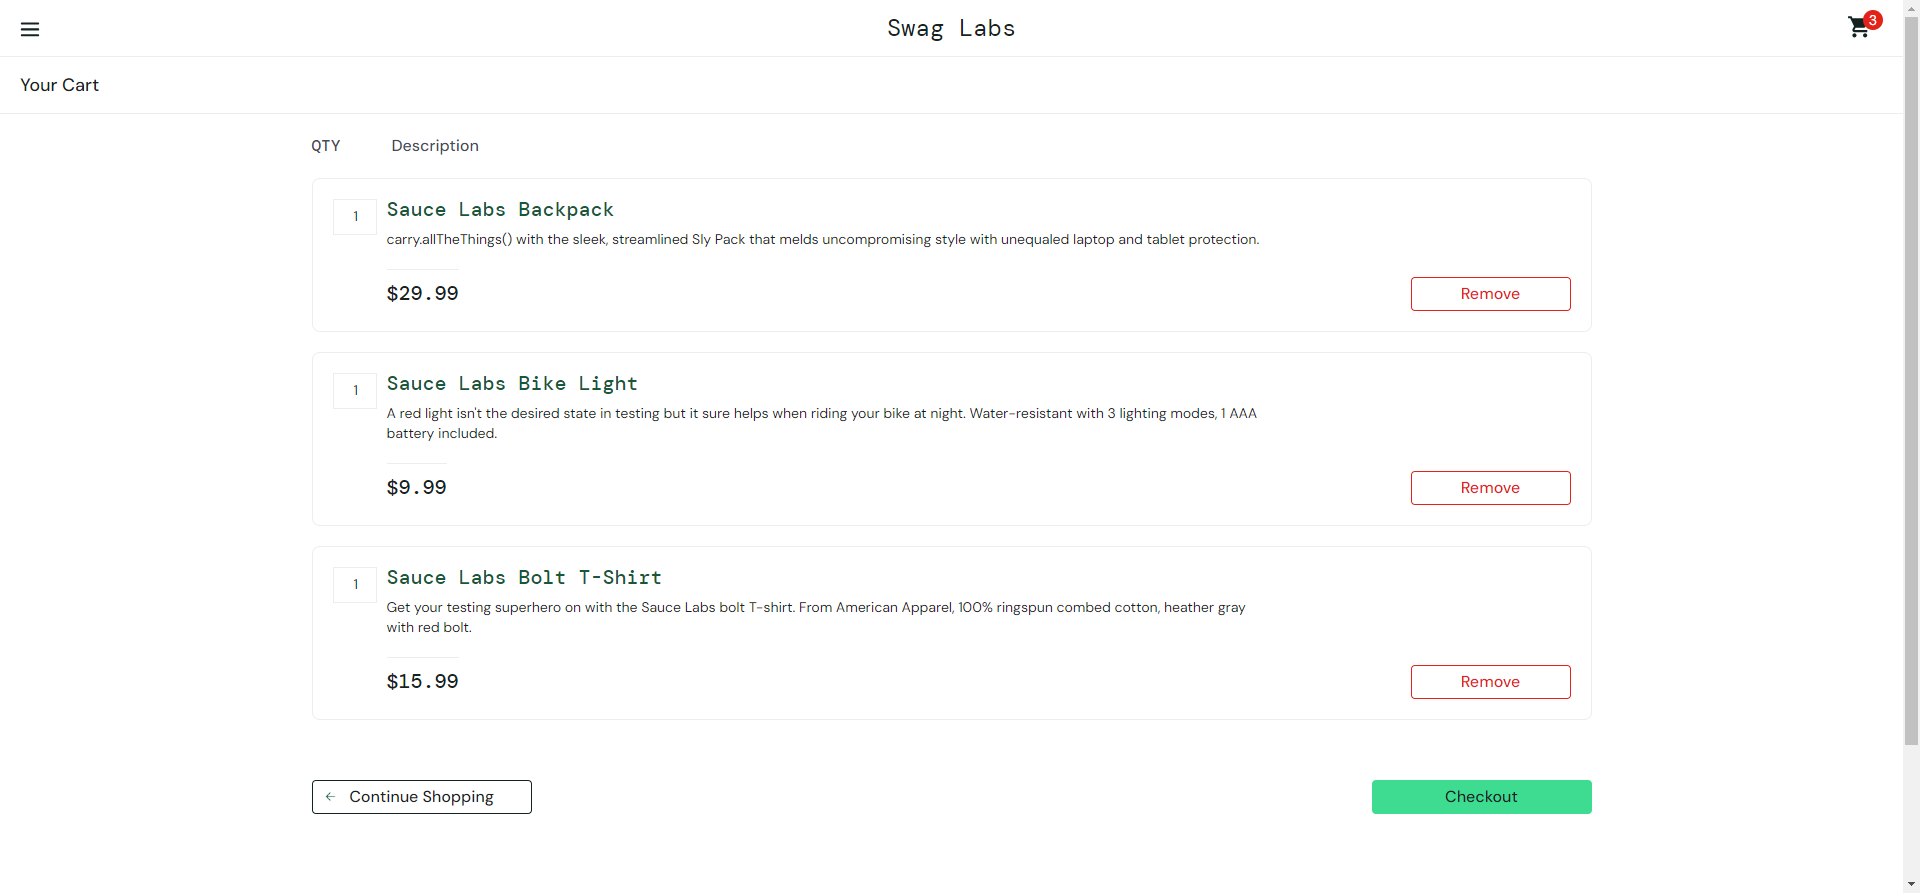 Swag Labs
3
Your Cart
QTY Description
1
Sauce Labs Backpack
carry.allTheThings() with the sleek, streamlined Sly Pack that melds uncompromising style with unequaled laptop and tablet protection.
$29.99
Remove
1
Sauce Labs Bike Light
A red light isn't the desired state in testing but it sure helps when riding your bike at night. Water-resistant with 3 lighting modes, 1 AAA
battery included.
$9.99
Remove
1
Sauce Labs Bolt T-Shirt
Get your testing superhero on with the Sauce Labs bolt T-shirt. From American Apparel, 100% ringspun combed cotton, heather gray
with red bolt.
$15.99
Remove
Continue Shopping
Checkout